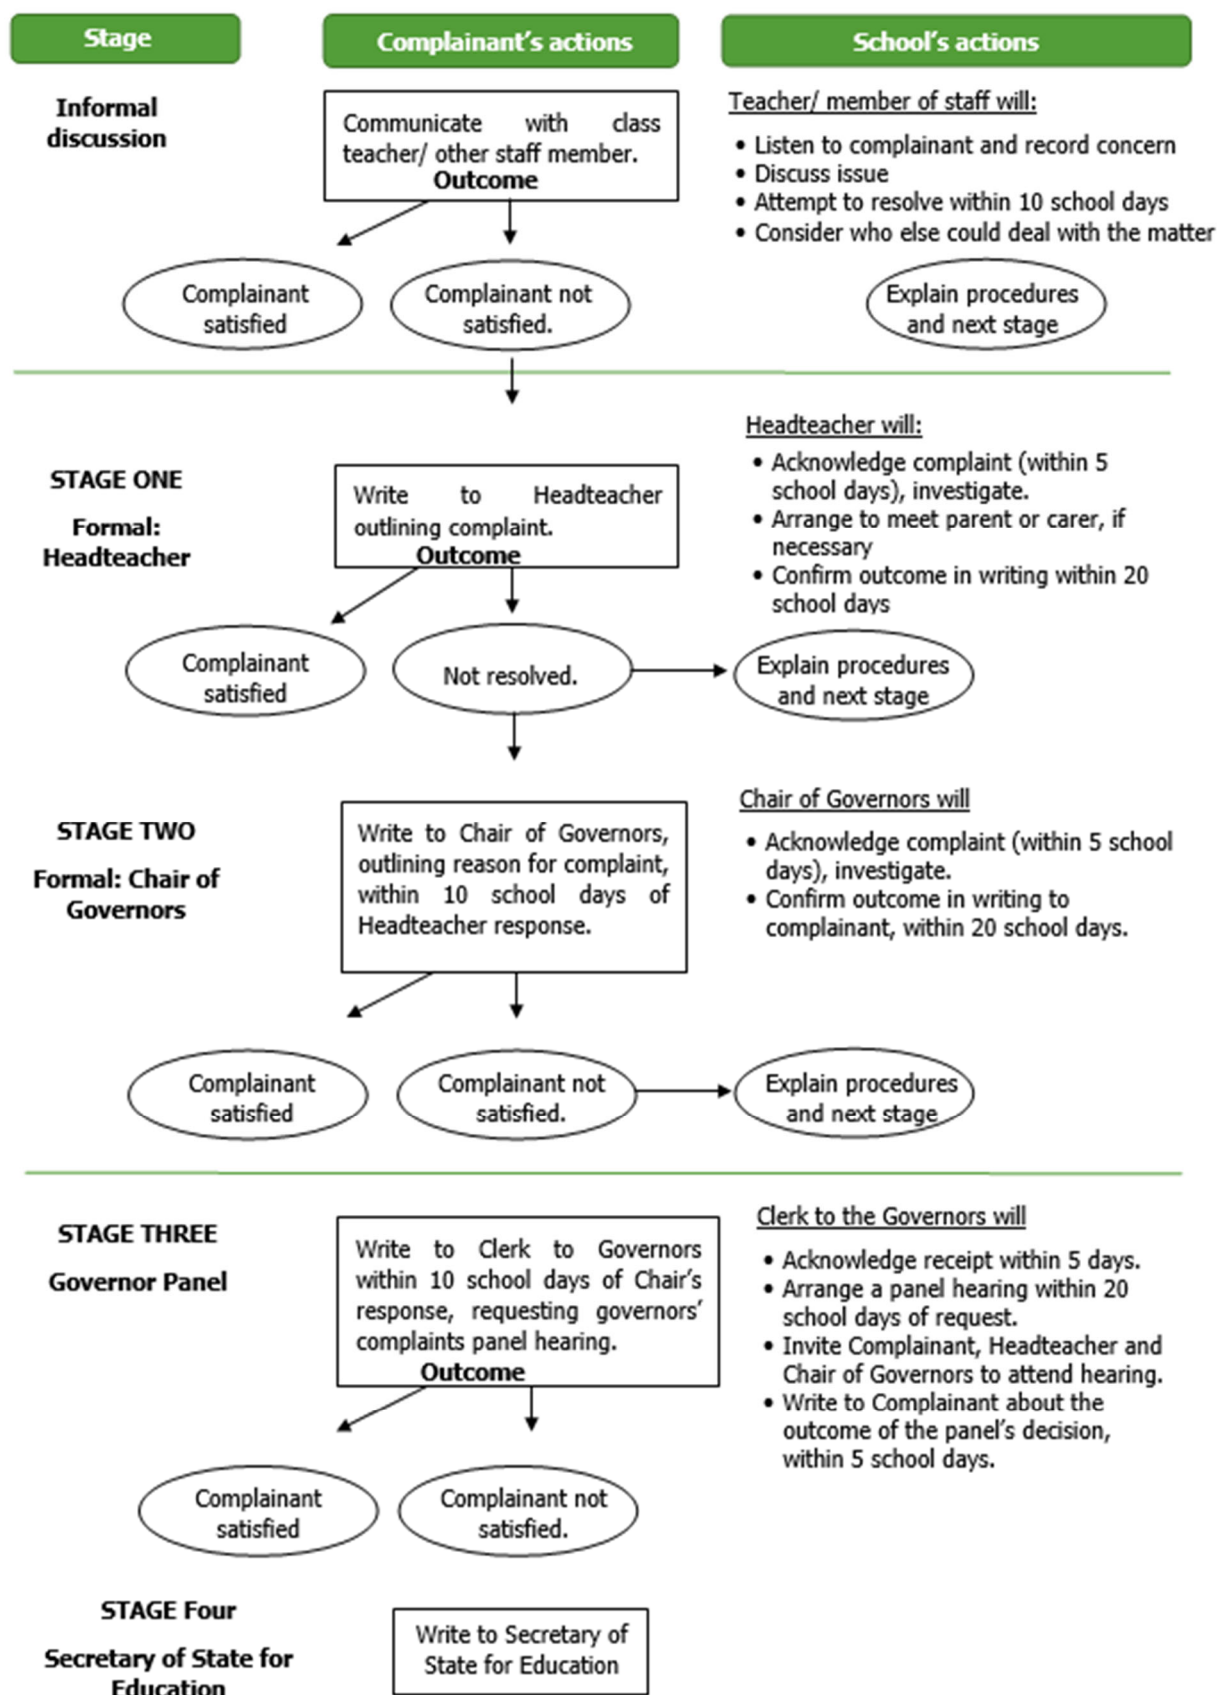 Stage
Complainant's actions
School's actions
Informal
discussion
Communicate with class
teacher/ other staff member.
Outcome
Teacher/ member of staff will:
• Listen to complainant and record concern
• Discuss issue
• Attempt to resolve within 10 school days
• Consider who else could deal with the matter
Complainant
satisfied
Complainant not
satisfied.
Explain procedures
and next stage
STAGE ONE
Formal:
Headteacher
Write to Headteacher
outlining complaint.
Outcome
Headteacher will:
• Acknowledge complaint (within 5
school days), investigate.
• Arrange to meet parent or carer, if
necessary
• Confirm outcome in writing within 20
school days
Complainant
satisfied
Not resolved.
Explain procedures
and next stage
STAGE TWO
Formal: Chair of
Governors
Write to Chair of Governors,
outlining reason for complaint,
within 10 school days of
Headteacher response.
Chair of Governors will
• Acknowledge complaint (within 5 school
days), investigate.
• Confirm outcome in writing to
complainant, within 20 school days.
Complainant
satisfied
Complainant not
satisfied.
Explain procedures
and next stage
STAGE THREE
Governor Panel
Write to Clerk to Governors
within 10 school days of Chair's
response, requesting governors'
complaints panel hearing.
Outcome
Clerk to the Governors will
• Acknowledge receipt within 5 days.
• Arrange a panel hearing within 20
school days of request.
• Invite Complainant, Headteacher and
Chair of Governors to attend hearing.
• Write to Complainant about the
outcome of the panel's decision,
within 5 school days.
Complainant
satisfied
Complainant not
satisfied.
STAGE Four
Secretary of State for
Education
Write to Secretary of
State for Education